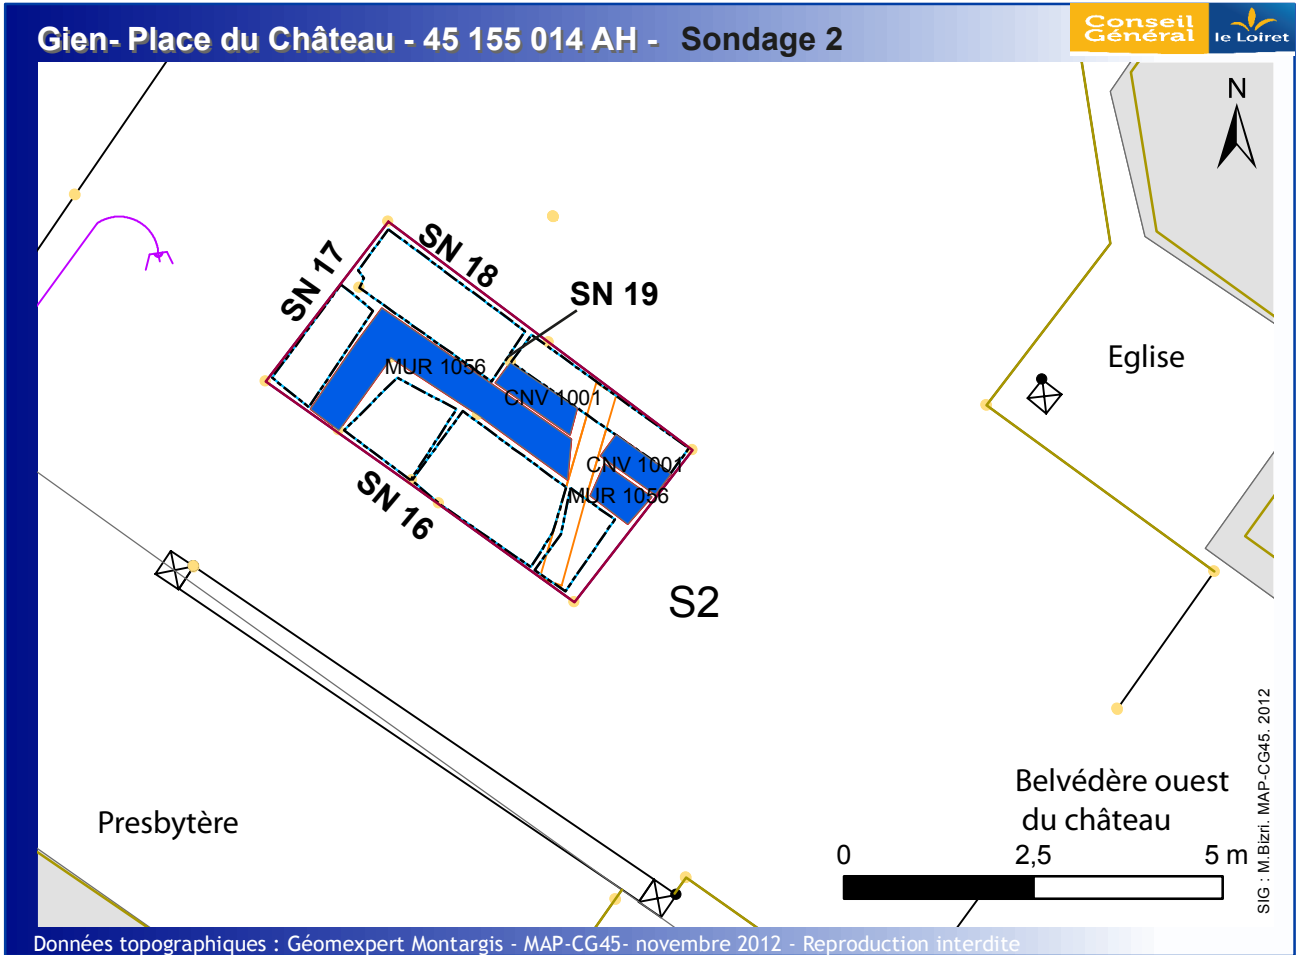 Gien- Place du Château - 45 155 014 AH - Sondage 2
Conseil
Général
le Loiret
N
SN 17
SN 18
SN 19
MUR 1056
CNV 1001
Eglise
CNV 1001
MUR 1056
SN 16
S2
Presbytère
Belvédère ouest
du château
0 2,5 5 m
SIG : M.Bizri. MAP-CG45. 2012
Données topographiques : Géomexpert Montargis - MAP-CG45- novembre 2012 - Reproduction interdite